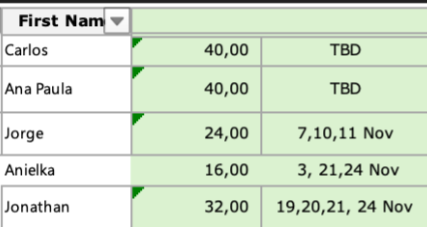 First Nam
Carlos 40,00 TBD
Ana Paula 40,00 TBD
Jorge 24,00 7,10,11 Nov
Anielka 16,00 3, 21,24 Nov
Jonathan 32,00 19,20,21, 24 Nov